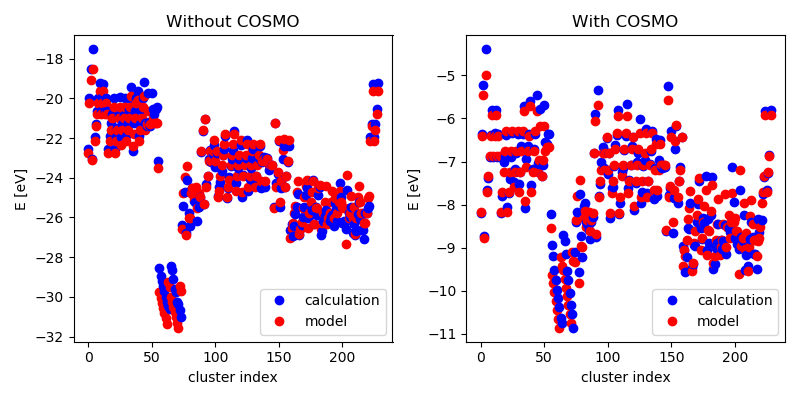 Without COSMO
E [eV]
−18
−20
−22
−24
−26
−28
−30
−32
0
50
100
150
200
cluster index
calculation
model
With COSMO
E [eV]
−5
−6
−7
−8
−9
−10
−11
0
50
100
150
200
cluster index
calculation
model